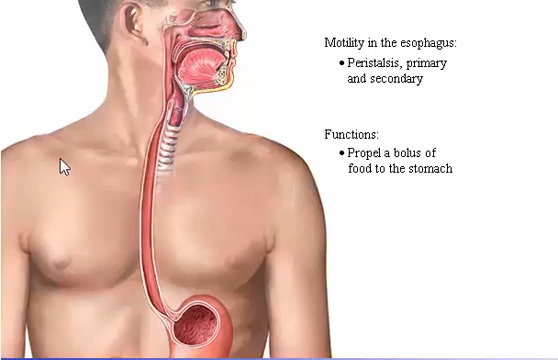 Motility in the esophagus:
• Peristalsis, primary
and secondary
Functions:
• Propel a bolus of
food to the stomach